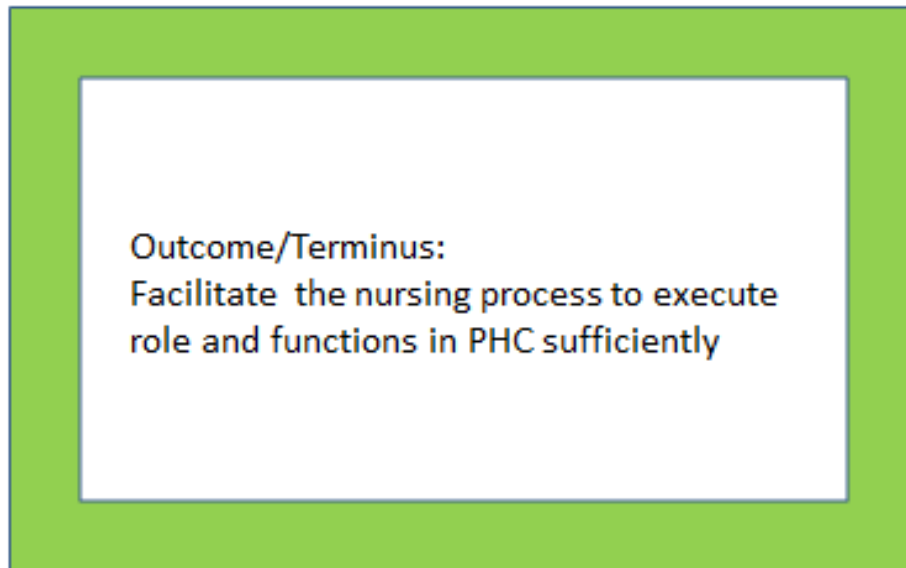 Outcome/Terminus:
Facilitate  the nursing process to execute
role and functions in PHC sufficiently